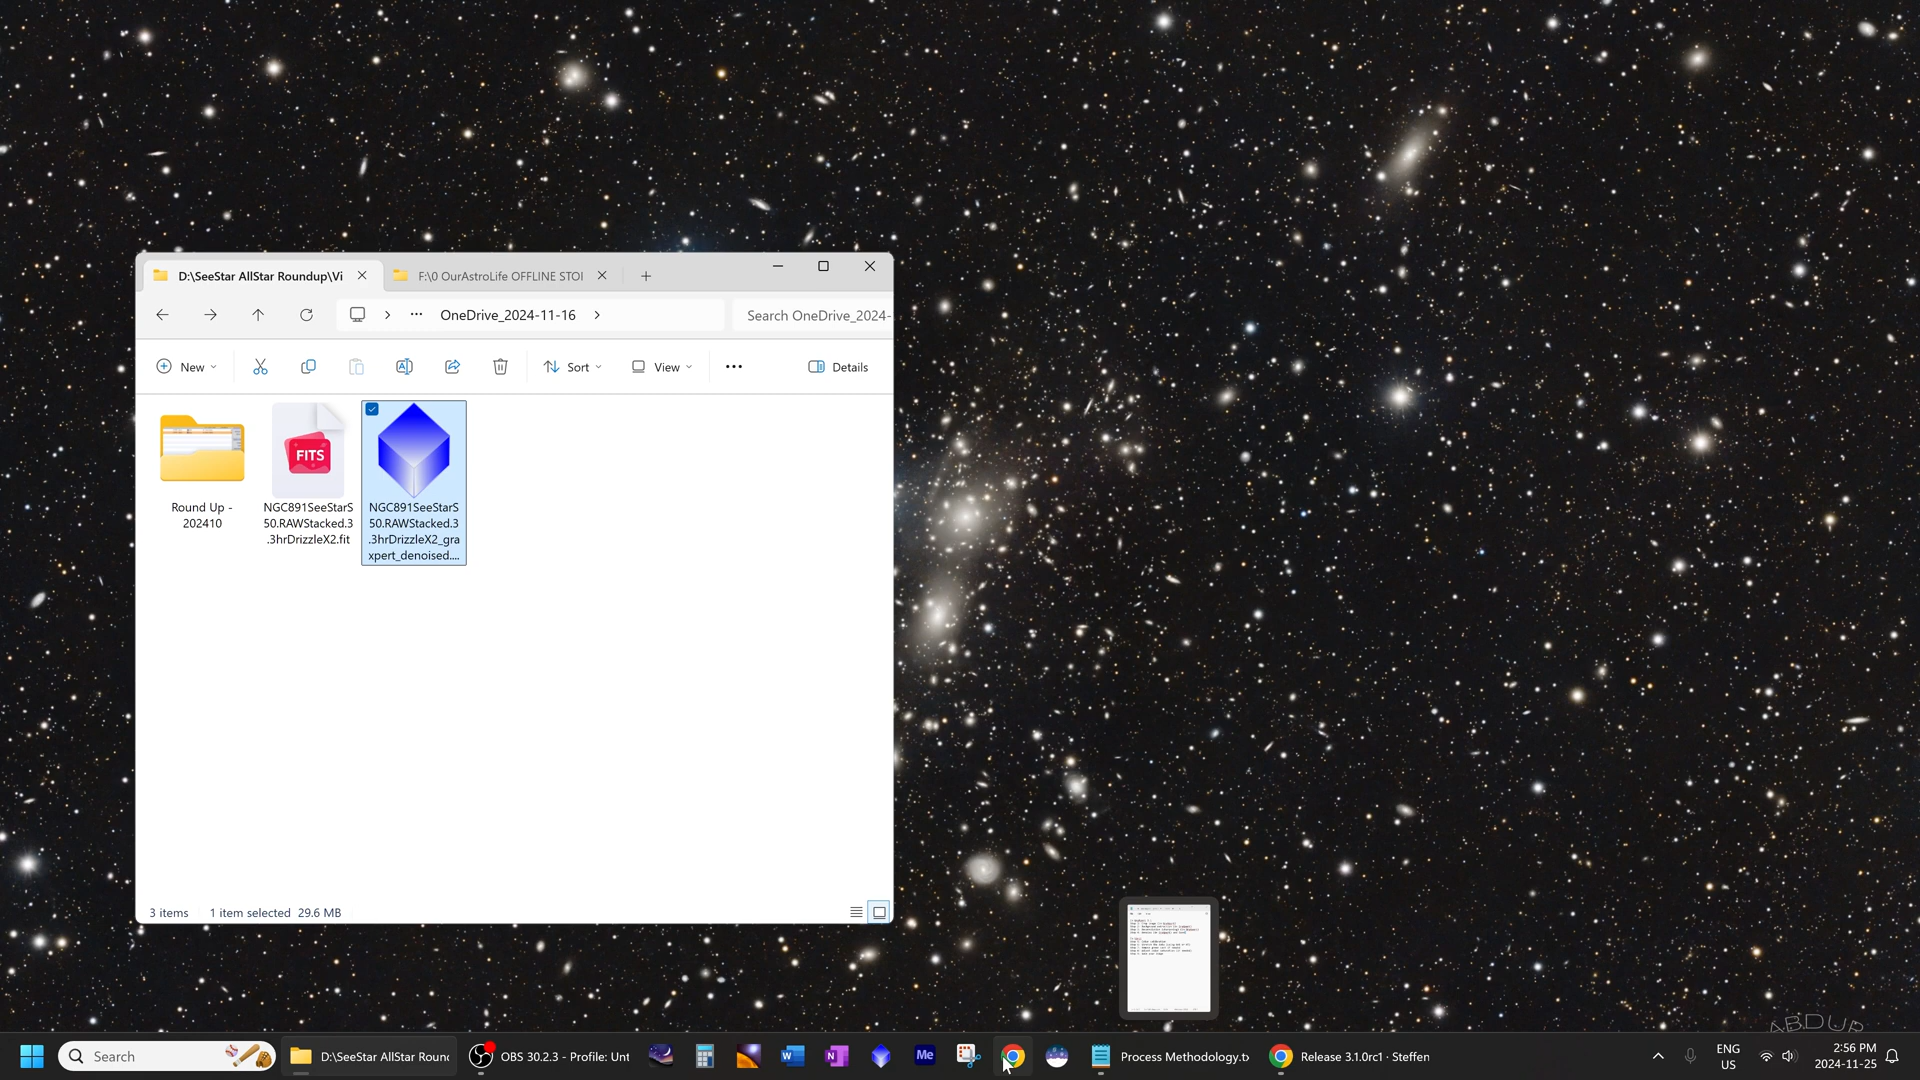 D:\SeeStar AllStar Roundup\Vi
F:\0 OurAstroLife OFFLINE STOI
OneDrive_2024-11-16
Search OneDrive_2024-
New
Sort
View
Details
FITS
Round Up -
202410
NGC891SeeStarS
50.RAWStacked.3
.3hrDrizzleX2.fit
NGC891SeeStarS
50.RAWStacked.3
.3hrDrizzleX2_gra
xpert_denoised....
3 items
1 item selected 29.6 MB
ABDUR
Search
D:\SeeStar AllStar Round
OBS 30.2.3 - Profile: Unt
Me
Process Methodology.tx
Release 3.1.0rc1 · Steffen
ENG
US
2:56 PM
2024-11-25